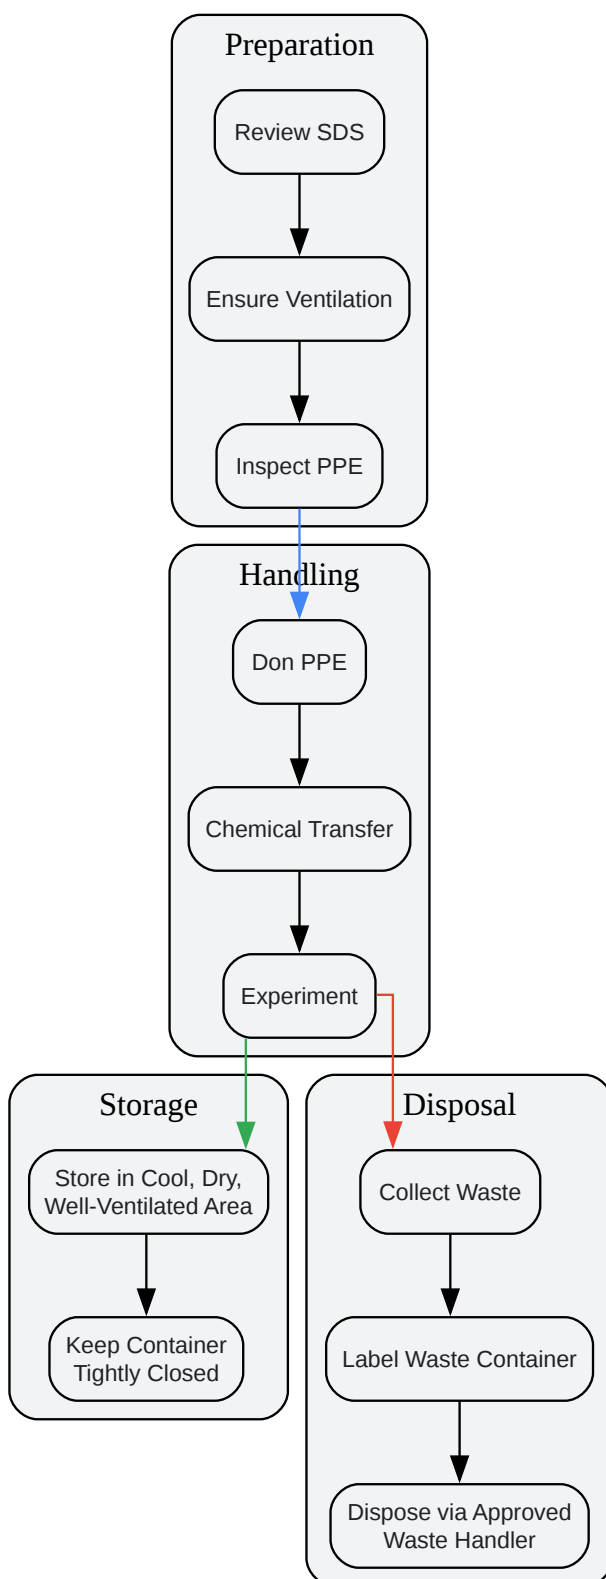 Preparation
Review SDS
Ensure Ventilation
Inspect PPE
Handling
Don PPE
Chemical Transfer
Experiment
Storage
Store in Cool, Dry,
Well-Ventilated Area
Keep Container
Tightly Closed
Disposal
Collect Waste
Label Waste Container
Dispose via Approved
Waste Handler